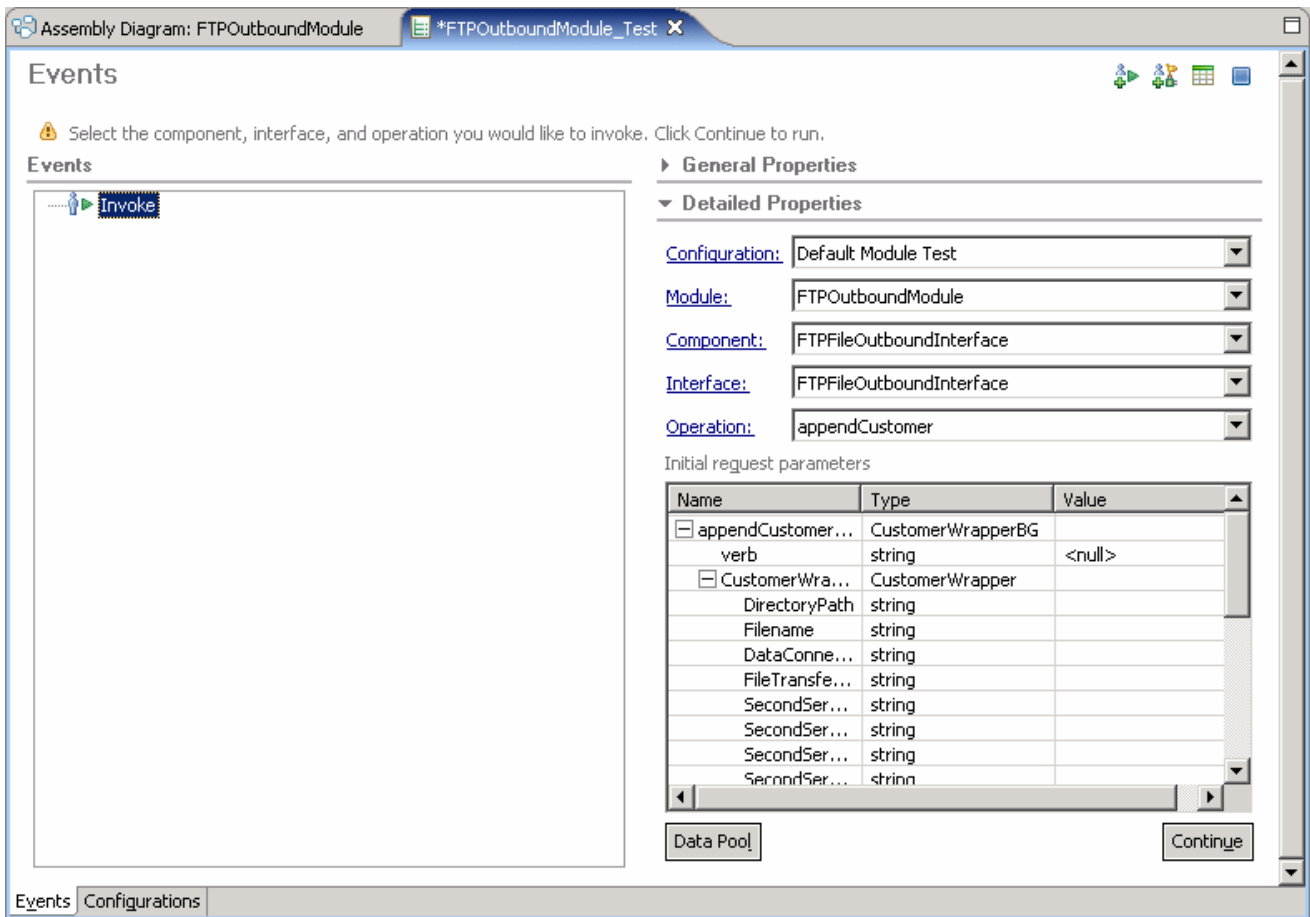 Assembly Diagram: FTPOutboundModule
*FTPOutboundModule_Test
Events
Select the component, interface, and operation you would like to invoke. Click Continue to run.
Events
Invoke
General Properties
Detailed Properties
Configuration: Default Module Test
Module: FTPOutboundModule
Component: FTPFileOutboundInterface
Interface: FTPFileOutboundInterface
Operation: appendCustomer
Initial request parameters
Name Type Value
appendCustomer... CustomerWrapperBG
verb string <null>
CustomerWra... CustomerWrapper
DirectoryPath string
Filename string
DataConne... string
FileTransfe... string
SecondSer... string
SecondSer... string
SecondSer... string
SecondSer... string
Data Pool
Continue
Events Configurations